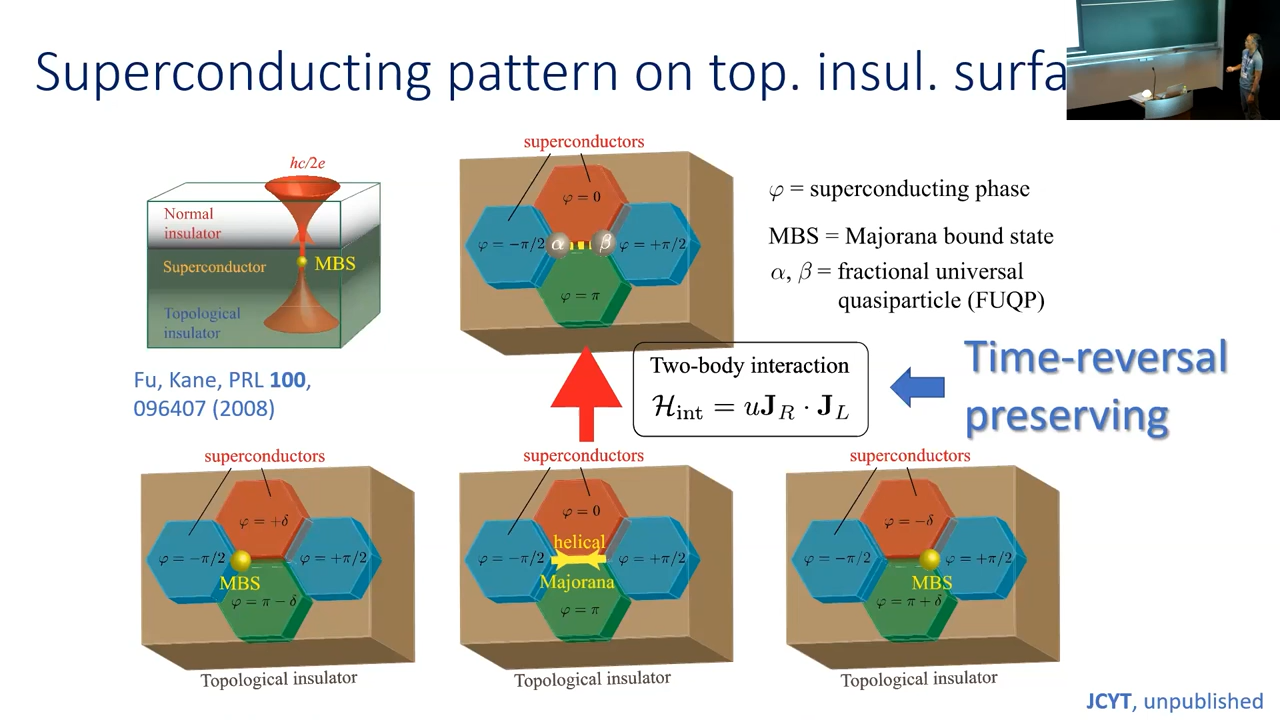 Superconducting pattern on top. insul. surfa
hc/2e
Normal
insulator
Superconductor
MBS
Topological
insulator
Fu, Kane, PRL 100,
096407 (2008)
superconductors
φ = 0
φ = −π/2
α
β
φ = +π/2
φ = π
φ = superconducting phase
MBS = Majorana bound state
α, β = fractional universal
quasiparticle (FUQP)
Two-body interaction
ℋint = uJR · JL
Time-reversal
preserving
superconductors
φ = +δ
φ = −π/2
φ = +π/2
MBS
φ = π − δ
Topological insulator
superconductors
φ = 0
helical
φ = −π/2
φ = +π/2
Majorana
φ = π
Topological insulator
superconductors
φ = −δ
φ = −π/2
φ = +π/2
MBS
φ = π + δ
Topological insulator
JCYT, unpublished